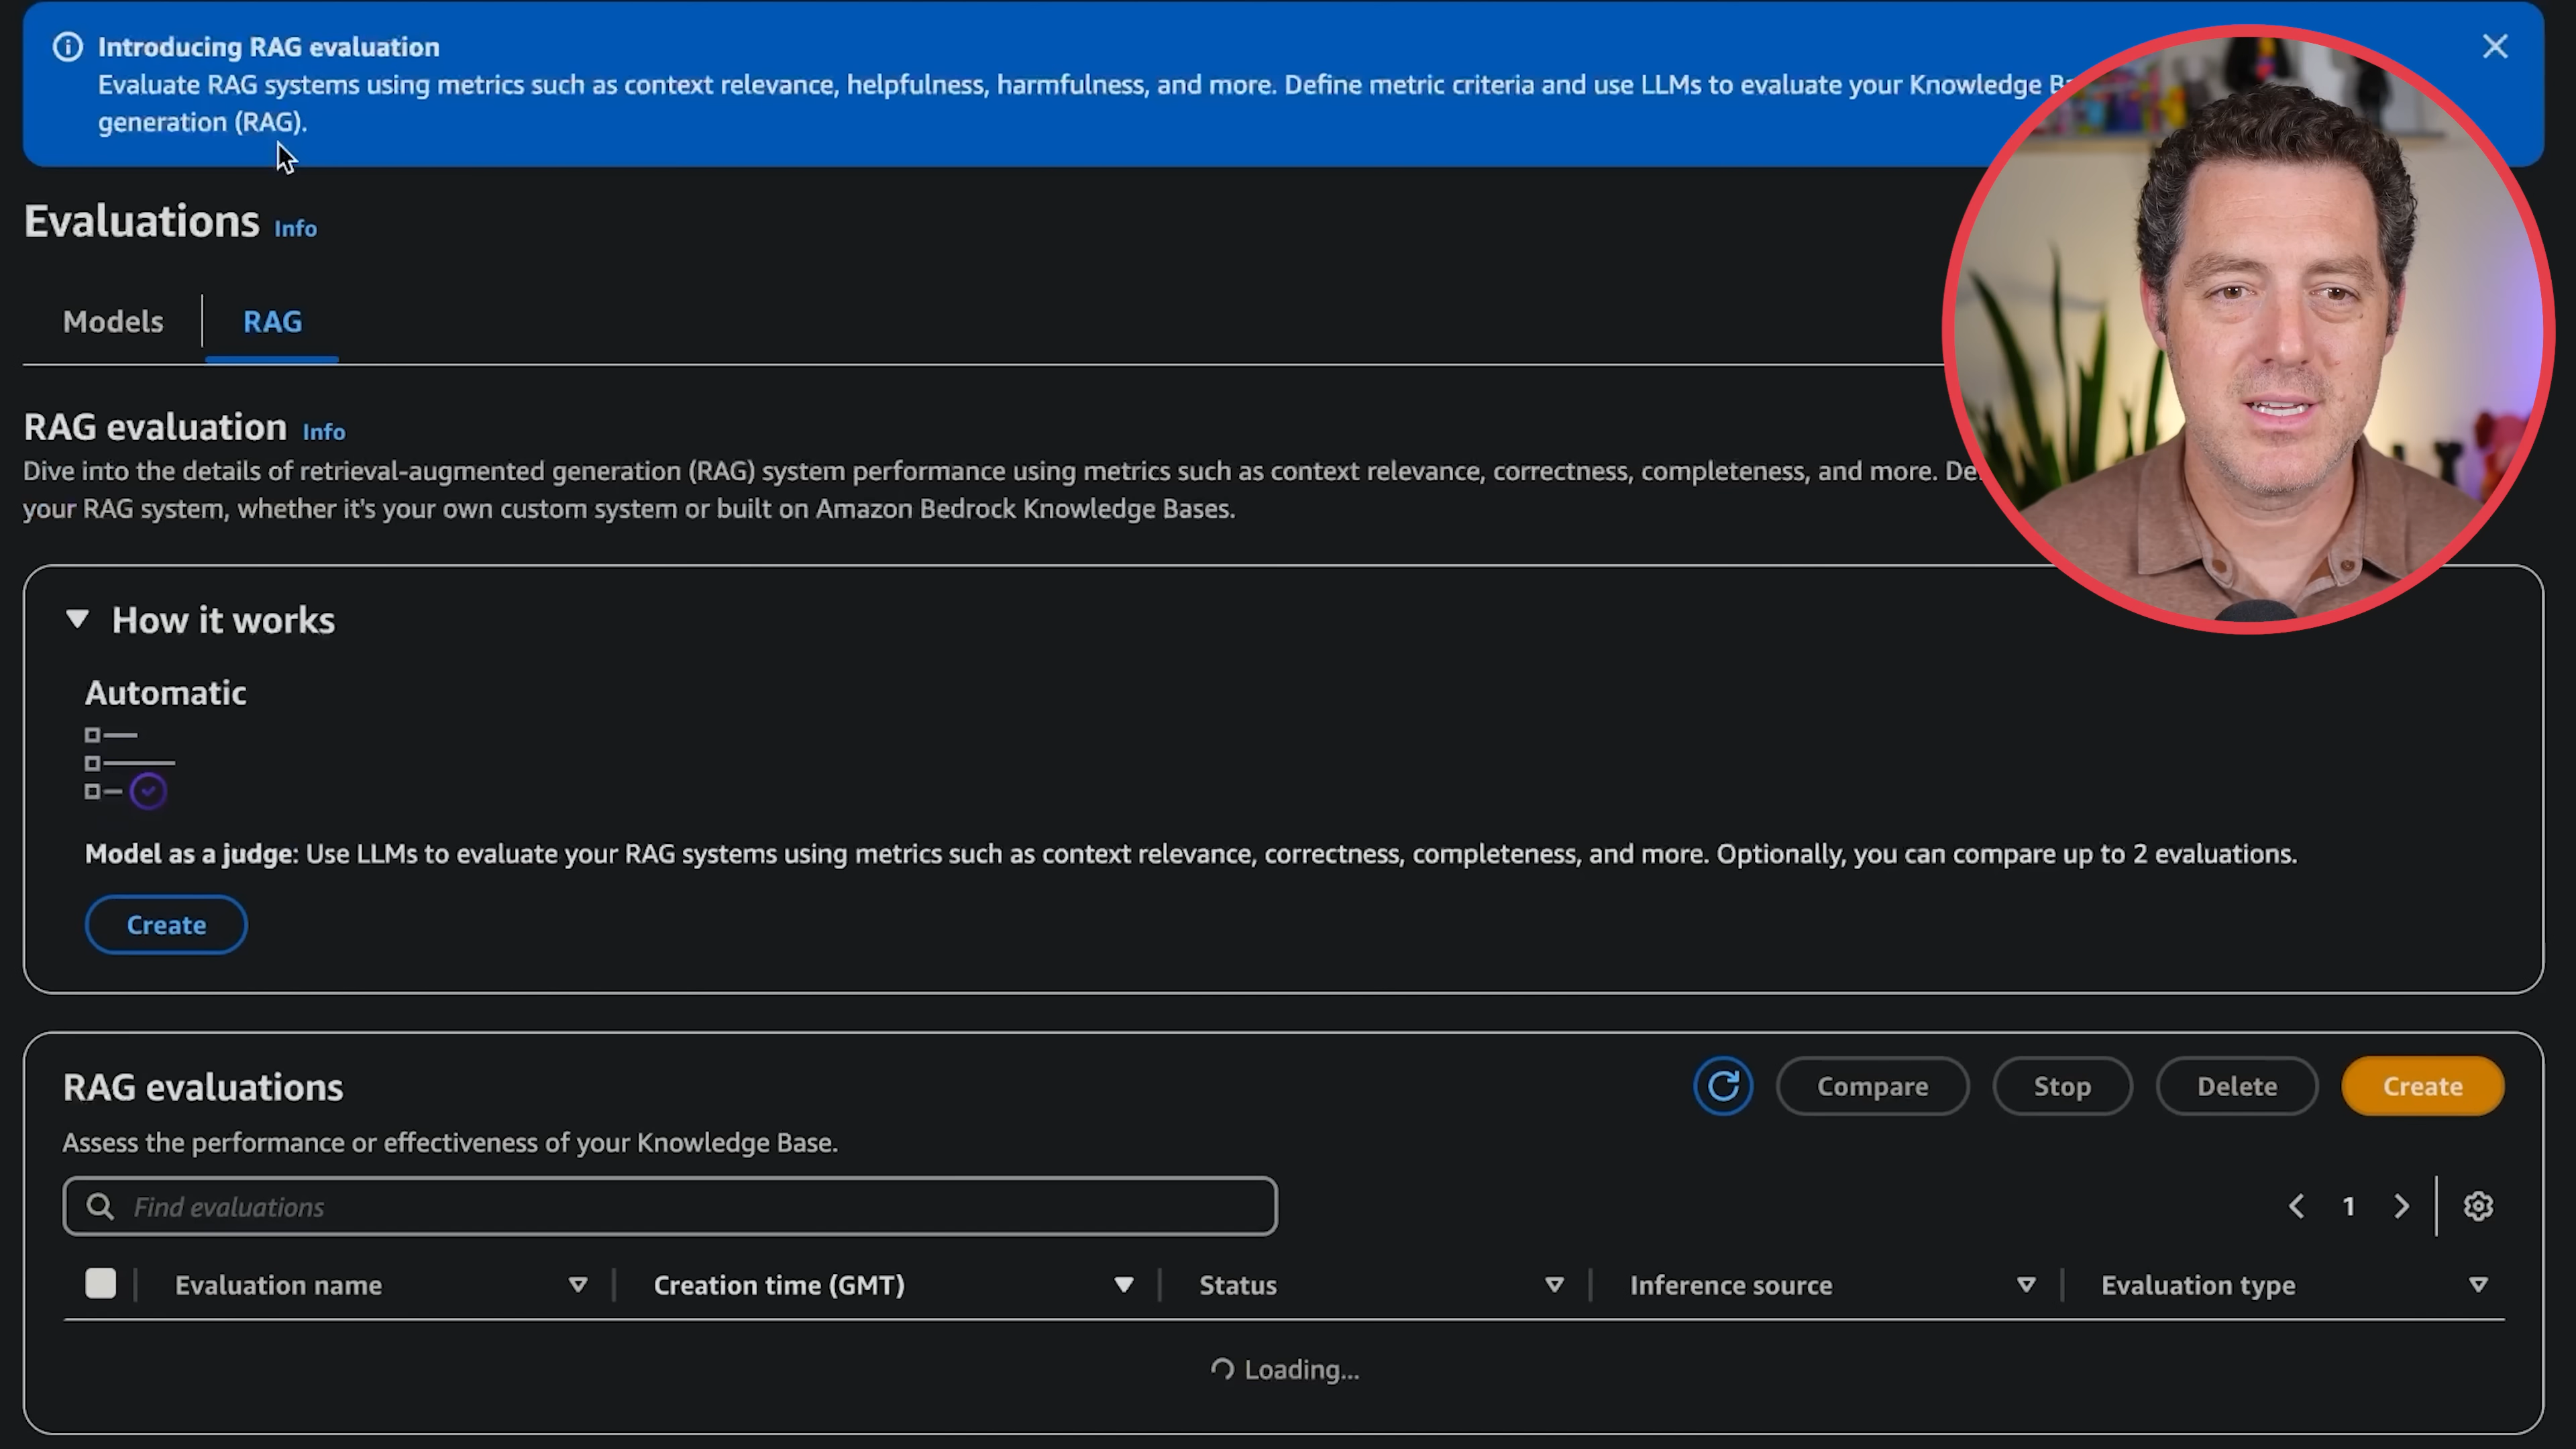 Introducing RAG evaluation
Evaluate RAG systems using metrics such as context relevance, helpfulness, harmfulness, and more. Define metric criteria and use LLMs to evaluate your Knowledge
generation (RAG).
Evaluations Info
Models RAG
RAG evaluation Info
Dive into the details of retrieval-augmented generation (RAG) system performance using metrics such as context relevance, correctness, completeness, and more.
your RAG system, whether it's your own custom system or built on Amazon Bedrock Knowledge Bases.
How it works
Automatic
Model as a judge: Use LLMs to evaluate your RAG systems using metrics such as context relevance, correctness, completeness, and more. Optionally, you can compare up to 2 evaluations.
Create
RAG evaluations Compare Stop Delete Create
Assess the performance or effectiveness of your Knowledge Base.
Find evaluations 1
Evaluation name Creation time (GMT) Status Inference source Evaluation type
Loading...